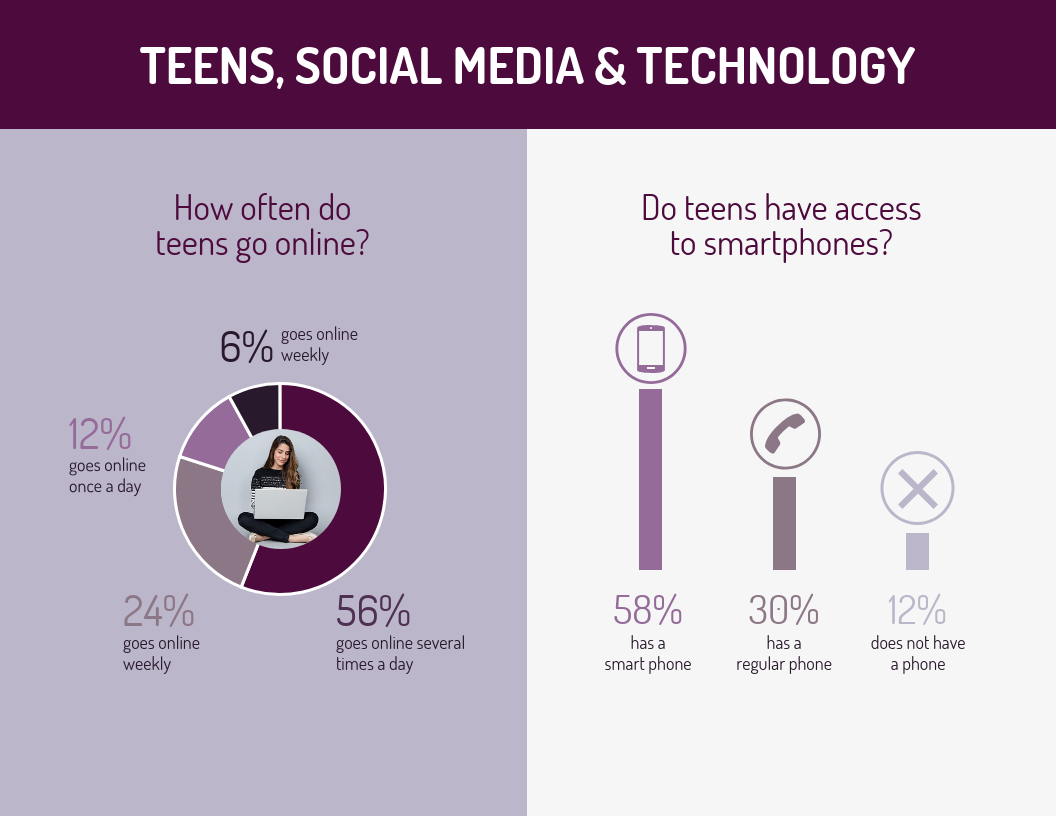 TEENS, SOCIAL MEDIA & TECHNOLOGY
How often do
teens go online?
6%
goes online
weekly
12%
goes online
once a day
24%
goes online
weekly
56%
goes online several
times a day
Do teens have access
to smartphones?
58%
has a
smart phone
30%
has a
regular phone
12%
does not have
a phone